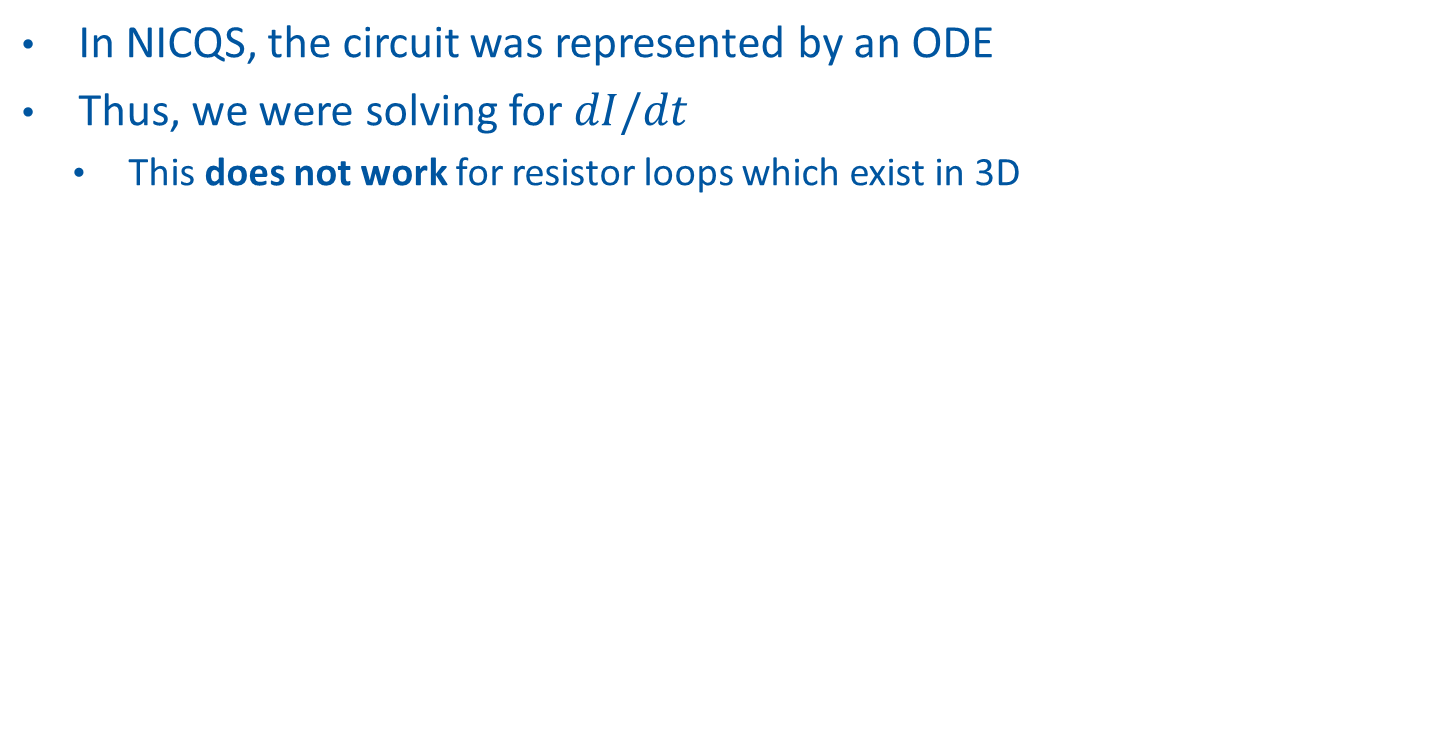 • In NICQS, the circuit was represented by an ODE
• Thus, we were solving for dI/dt
• This does not work for resistor loops which exist in 3D